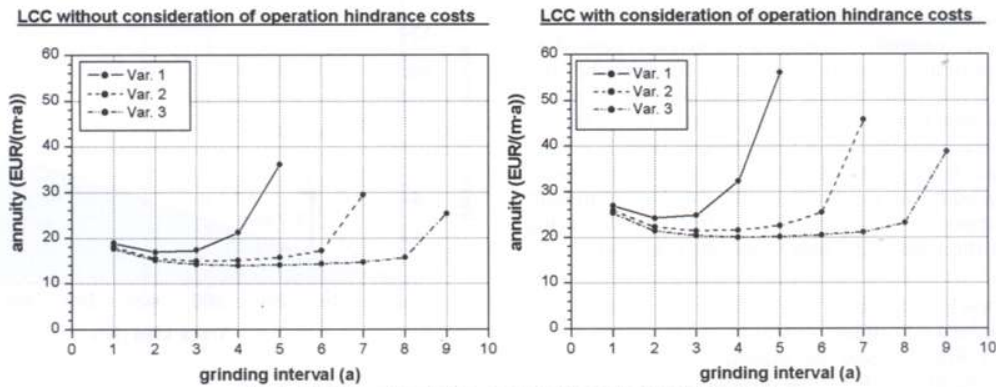 LCC without consideration of operation hindrance costs
60
50
40
30
20
10
0
annuity (EUR/(m·a))
Var. 1
Var. 2
Var. 3
0 1 2 3 4 5 6 7 8 9 10
grinding interval (a)
LCC with consideration of operation hindrance costs
60
50
40
30
20
10
0
annuity (EUR/(m·a))
Var. 1
Var. 2
Var. 3
0 1 2 3 4 5 6 7 8 9 10
grinding interval (a)